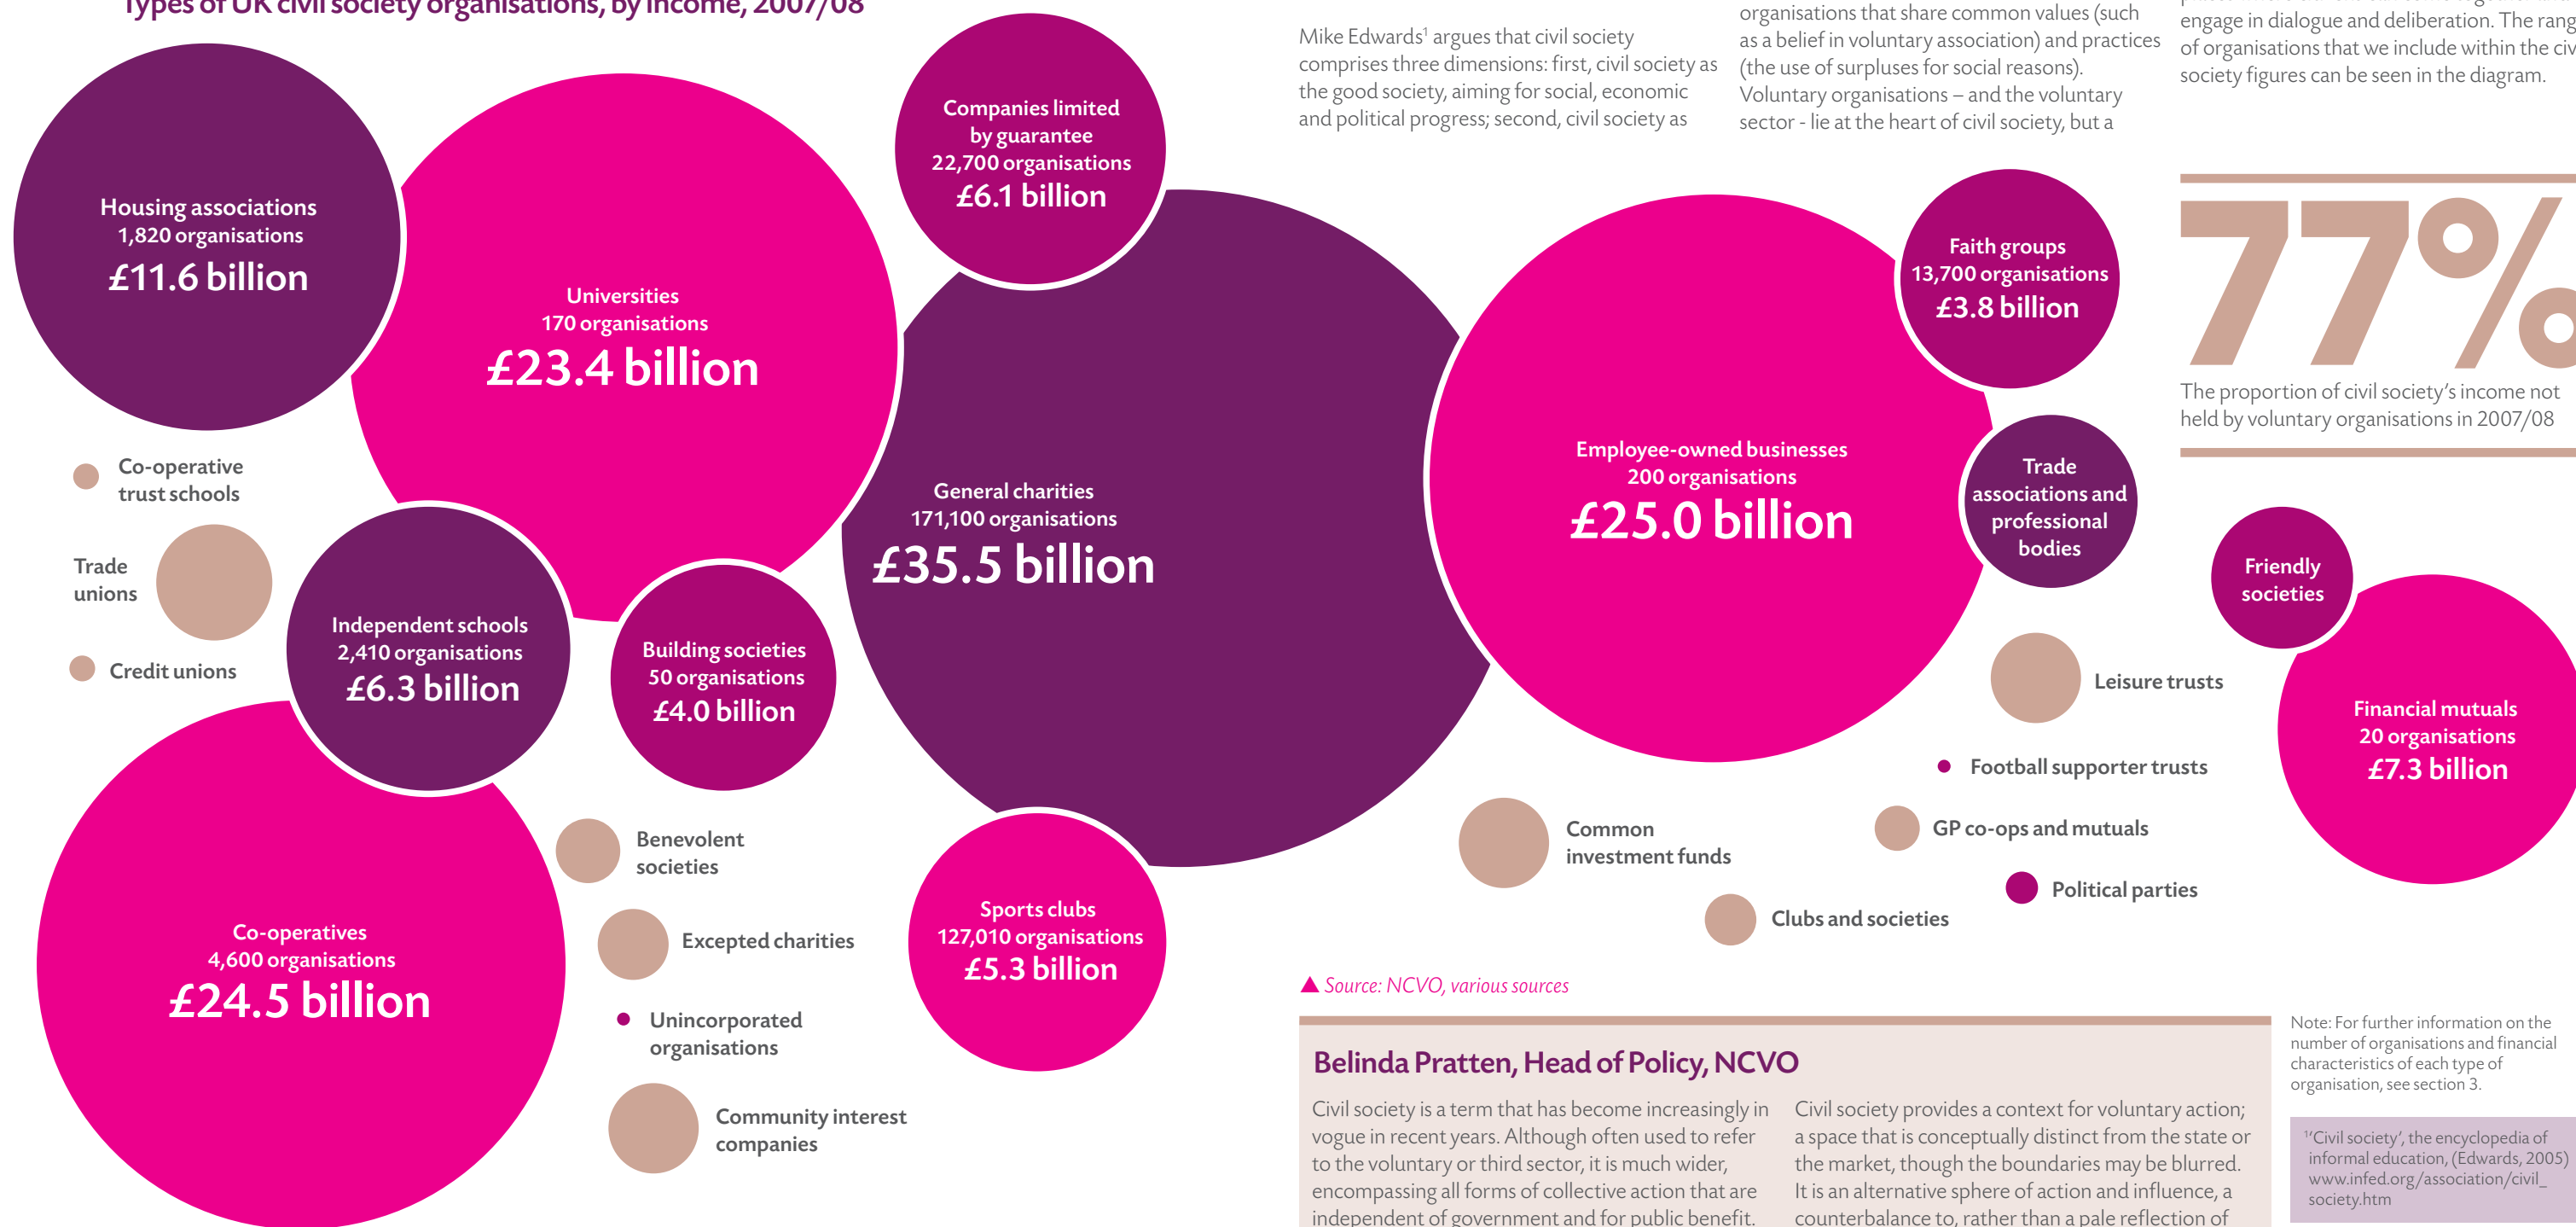 Types of UK civil society organisations, by income, 2007/08
Housing associations
1,820 organisations
£11.6 billion
Universities
170 organisations
£23.4 billion
Companies limited
by guarantee
22,700 organisations
£6.1 billion
General charities
171,100 organisations
£35.5 billion
Employee-owned businesses
200 organisations
£25.0 billion
Faith groups
13,700 organisations
£3.8 billion
Trade
associations and
professional
bodies
Friendly
societies
Financial mutuals
20 organisations
£7.3 billion
Co-operative
trust schools
Trade
unions
Credit unions
Independent schools
2,410 organisations
£6.3 billion
Building societies
50 organisations
£4.0 billion
Co-operatives
4,600 organisations
£24.5 billion
Benevolent
societies
Excepted charities
Unincorporated
organisations
Community interest
companies
Sports clubs
127,010 organisations
£5.3 billion
Common
investment funds
Clubs and societies
Leisure trusts
Football supporter trusts
GP co-ops and mutuals
Political parties
▲ Source: NCVO, various sources
Mike Edwards¹ argues that civil society
comprises three dimensions: first, civil society as
the good society, aiming for social, economic
and political progress; second, civil society as
organisations that share common values (such
as a belief in voluntary association) and practices
(the use of surpluses for social reasons).
Voluntary organisations – and the voluntary
sector - lie at the heart of civil society, but a
engage in dialogue and deliberation. The rang
of organisations that we include within the civ
society figures can be seen in the diagram.
77%
The proportion of civil society’s income not
held by voluntary organisations in 2007/08
Belinda Pratten, Head of Policy, NCVO
Civil society is a term that has become increasingly in
vogue in recent years. Although often used to refer
to the voluntary or third sector, it is much wider,
encompassing all forms of collective action that are
independent of government and for public benefit.
Civil society provides a context for voluntary action;
a space that is conceptually distinct from the state or
the market, though the boundaries may be blurred.
It is an alternative sphere of action and influence, a
counterbalance to, rather than a pale reflection of
Note: For further information on the
number of organisations and financial
characteristics of each type of
organisation, see section 3.
¹‘Civil society’, the encyclopedia of
informal education, (Edwards, 2005)
www.infed.org/association/civil_
society.htm